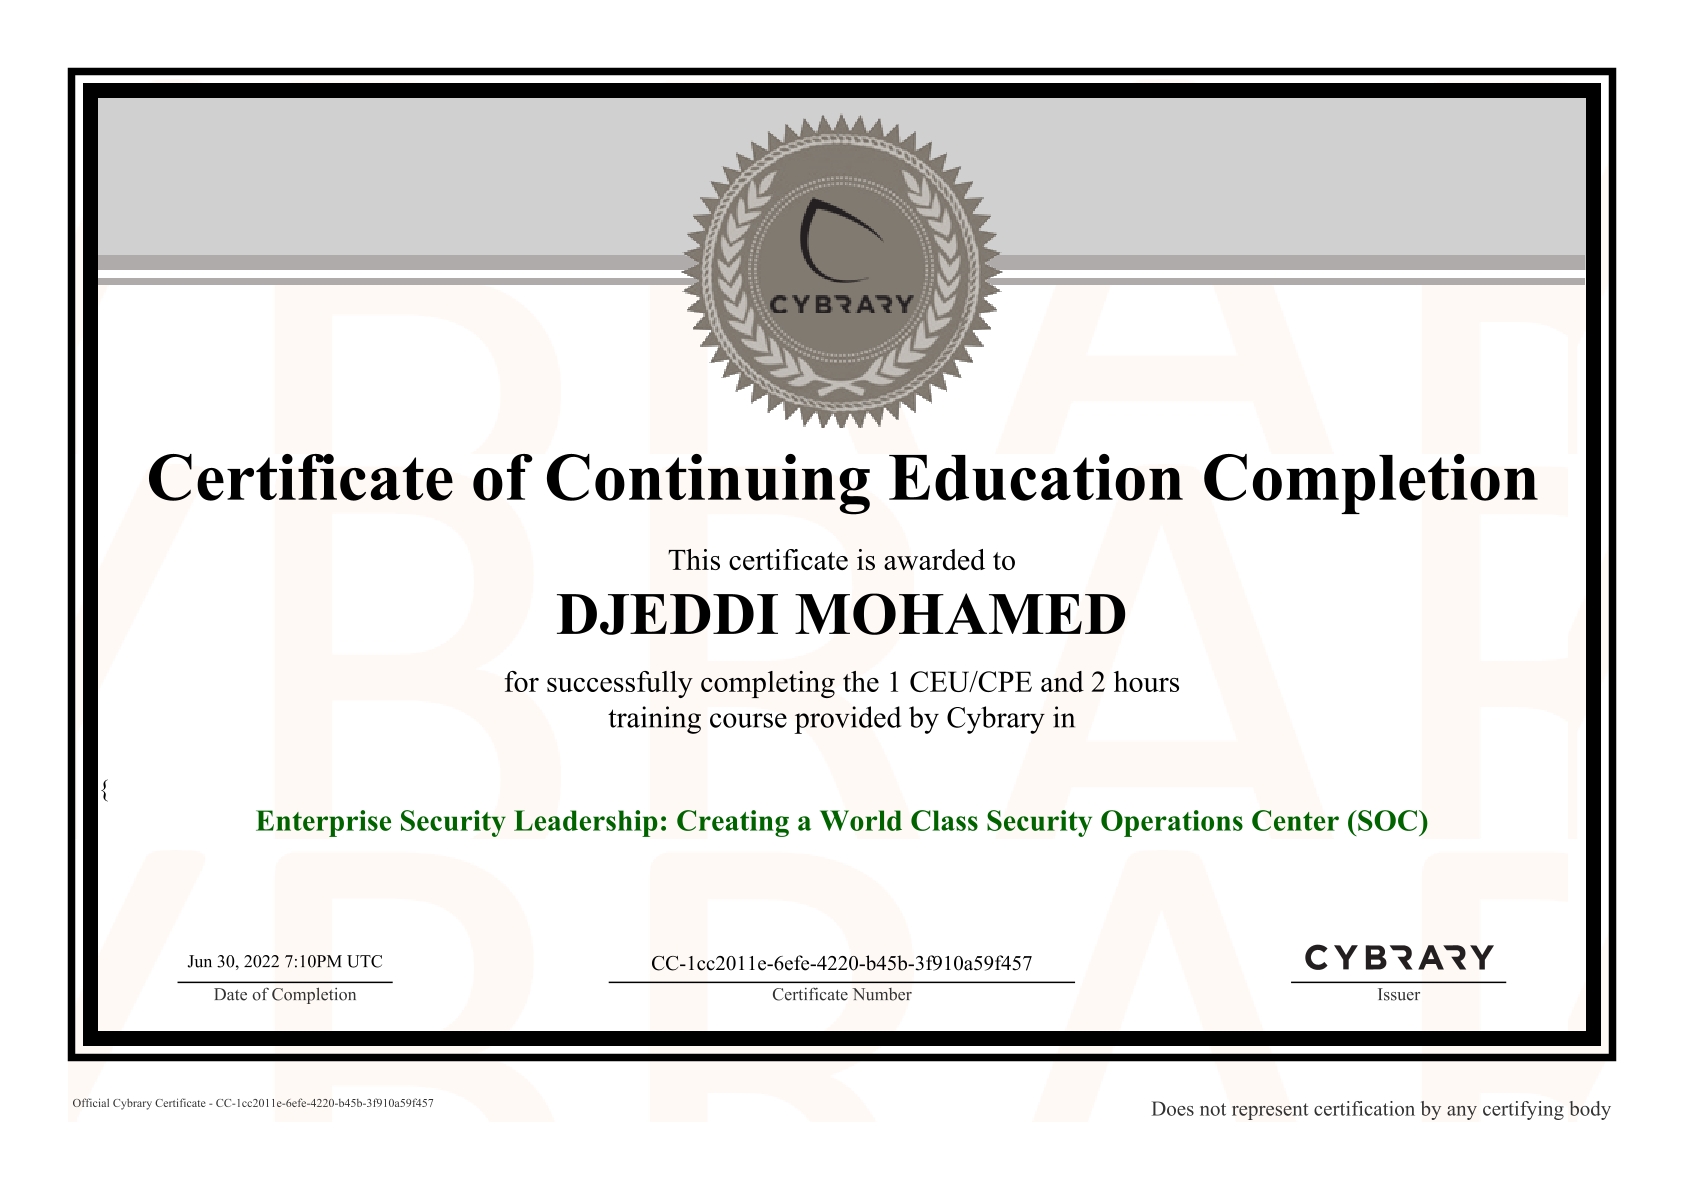 CYBRARY
Certificate of Continuing Education Completion
This certificate is awarded to
DJEDDI MOHAMED
for successfully completing the 1 CEU/CPE and 2 hours
training course provided by Cybrary in
{
Enterprise Security Leadership: Creating a World Class Security Operations Center (SOC)
Jun 30, 2022 7:10PM UTC
Date of Completion
CC-1cc2011e-6efe-4220-b45b-3f910a59f457
Certificate Number
CYBRARY
Issuer
Official Cybrary Certificate - CC-1cc2011e-6efe-4220-b45b-3f910a59f457
Does not represent certification by any certifying body